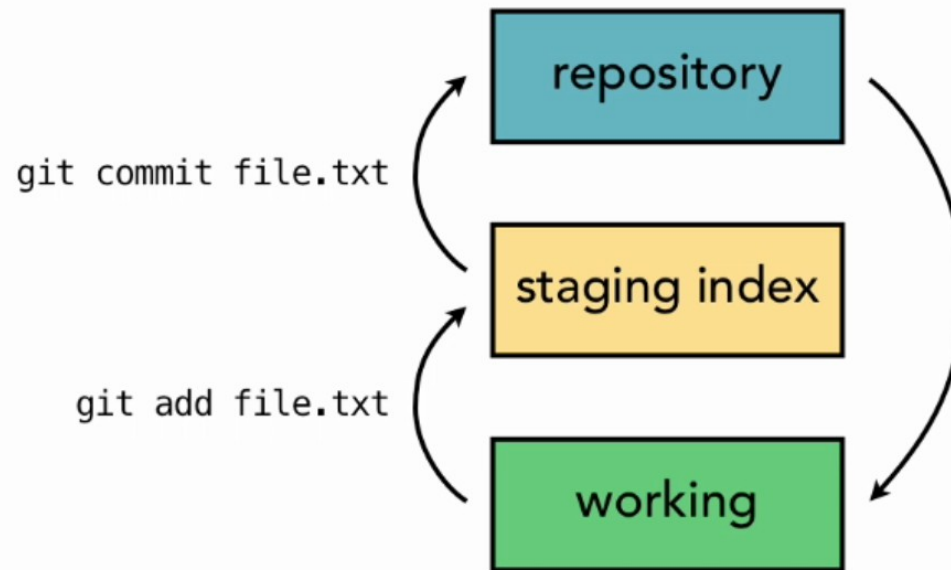 repository
git commit file.txt
staging index
git add file.txt
working